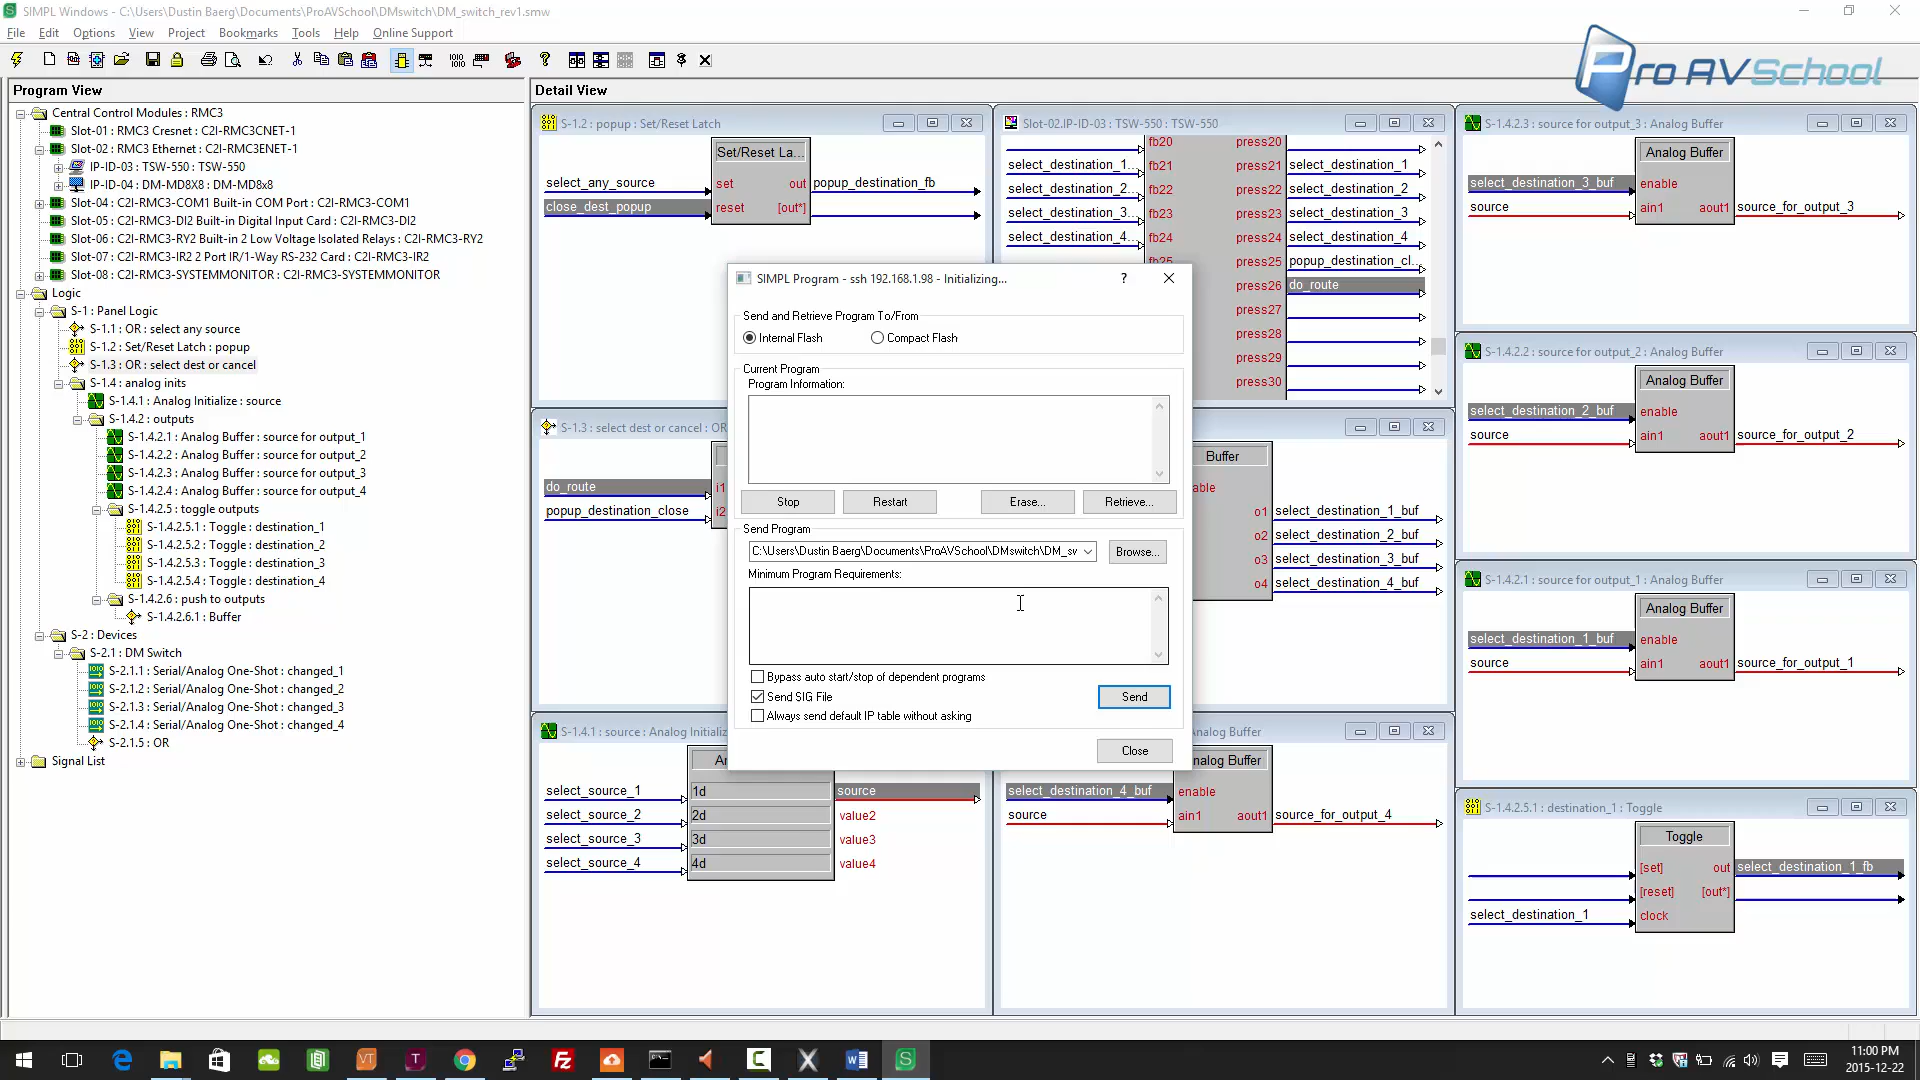 SIMPL Windows - C:\Users\Dustin Baerg\Documents\ProAVSchool\DMswitch\DM_switch_rev1.smw
File Edit Options View Project Bookmarks Tools Help Online Support
Pro AVSchool
Program View
Central Control Modules : RMC3
Slot-01 : RMC3 Cresnet : C2I-RMC3CNET-1
Slot-02 : RMC3 Ethernet : C2I-RMC3ENET-1
IP-ID-03 : TSW-550 : TSW-550
IP-ID-04 : DM-MD8X8 : DM-MD8x8
Slot-04 : C2I-RMC3-COM1 Built-in COM Port : C2I-RMC3-COM1
Slot-05 : C2I-RMC3-DI2 Built-in Digital Input Card : C2I-RMC3-DI2
Slot-06 : C2I-RMC3-RY2 Built-in 2 Low Voltage Isolated Relays : C2I-RMC3-RY2
Slot-07 : C2I-RMC3-IR2 2 Port IR/1-Way RS-232 Card : C2I-RMC3-IR2
Slot-08 : C2I-RMC3-SYSTEMMONITOR : C2I-RMC3-SYSTEMMONITOR
Logic
S-1 : Panel Logic
S-1.1 : OR : select any source
S-1.2 : Set/Reset Latch : popup
S-1.3 : OR : select dest or cancel
S-1.4 : analog inits
S-1.4.1 : Analog Initialize : source
S-1.4.2 : outputs
S-1.4.2.1 : Analog Buffer : source for output_1
S-1.4.2.2 : Analog Buffer : source for output_2
S-1.4.2.3 : Analog Buffer : source for output_3
S-1.4.2.4 : Analog Buffer : source for output_4
S-1.4.2.5 : toggle outputs
S-1.4.2.5.1 : Toggle : destination_1
S-1.4.2.5.2 : Toggle : destination_2
S-1.4.2.5.3 : Toggle : destination_3
S-1.4.2.5.4 : Toggle : destination_4
S-1.4.2.6 : push to outputs
S-1.4.2.6.1 : Buffer
S-2 : Devices
S-2.1 : DM Switch
S-2.1.1 : Serial/Analog One-Shot : changed_1
S-2.1.2 : Serial/Analog One-Shot : changed_2
S-2.1.3 : Serial/Analog One-Shot : changed_3
S-2.1.4 : Serial/Analog One-Shot : changed_4
S-2.1.5 : OR
Signal List
Detail View
S-1.2 : popup : Set/Reset Latch
Set/Reset La...
select_any_source set out popup_destination_fb
close_dest_popup reset [out*]
Slot-02.IP-ID-03 : TSW-550 : TSW-550
fb20 press20
select_destination_1... fb21 press21 select_destination_1
select_destination_2... fb22 press22 select_destination_2
select_destination_3... fb23 press23 select_destination_3
select_destination_4... fb24 press24 select_destination_4
fb25 press25 popup_destination_cl...
press26 do_route
press27
press28
press29
press30
S-1.4.2.3 : source for output_3 : Analog Buffer
Analog Buffer
select_destination_3_buf enable
source ain1 aout1 source_for_output_3
S-1.4.2.2 : source for output_2 : Analog Buffer
Analog Buffer
select_destination_2_buf enable
source ain1 aout1 source_for_output_2
S-1.4.2.1 : source for output_1 : Analog Buffer
Analog Buffer
select_destination_1_buf enable
source ain1 aout1 source_for_output_1
S-1.4.2.5.1 : destination_1 : Toggle
Toggle
[set] out select_destination_1_fb
[reset] [out*]
select_destination_1 clock
S-1.3 : select dest or cancel : OR
do_route i1
popup_destination_close i2
Buffer
able
o1 select_destination_1_buf
o2 select_destination_2_buf
o3 select_destination_3_buf
o4 select_destination_4_buf
S-1.4.1 : source : Analog Initializ
An
select_source_1 1d source
select_source_2 2d value2
select_source_3 3d value3
select_source_4 4d value4
Analog Buffer
nalog Buffer
select_destination_4_buf enable
source ain1 aout1 source_for_output_4
SIMPL Program - ssh 192.168.1.98 - Initializing...
Send and Retrieve Program To/From
Internal Flash Compact Flash
Current Program
Program Information:
Stop Restart Erase... Retrieve...
Send Program
C:\Users\Dustin Baerg\Documents\ProAVSchool\DMswitch\DM_sw Browse...
Minimum Program Requirements:
Bypass auto start/stop of dependent programs
Send SIG File
Send
Always send default IP table without asking
Close
11:00 PM
2015-12-22